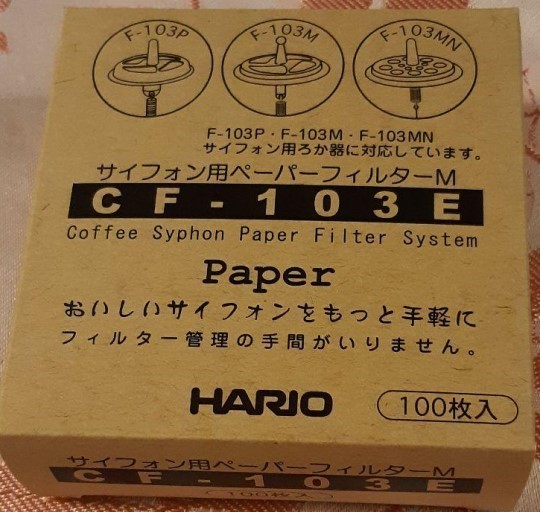 F-103P
F-103M
F-103MN
F-103P・F-103M・F-103MN
サイフォン用ろか器に対応しています。
サイフォン用ペーパーフィルターM
CF-103E
Coffee Syphon Paper Filter System
Paper
おいしいサイフォンをもっと手軽に
フィルター管理の手間がいりません。
HARIO
100枚入
サイフォン用ペーパーフィルターM
CF-103E
100枚入